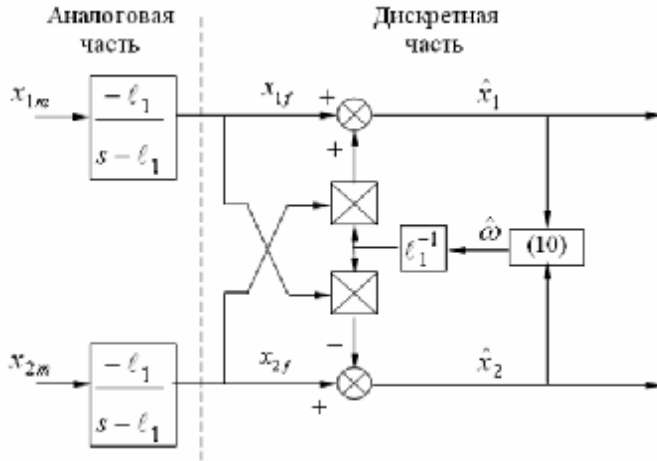 Аналоговая часть
Дискретная часть
x₁ₘ
−ℓ₁
s − ℓ₁
x₁f
+
+
x̂₁
ℓ₁⁻¹
ω̂
(10)
x₂ₘ
−ℓ₁
s − ℓ₁
x₂f
−
+
x̂₂